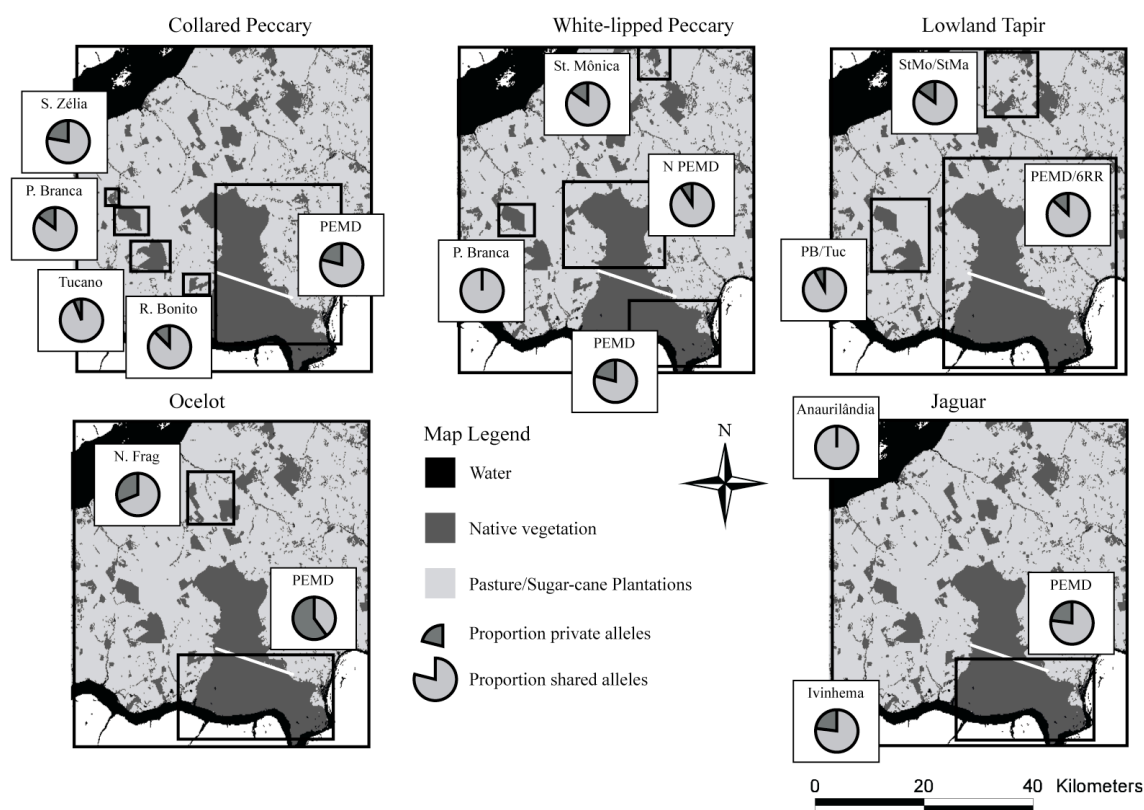 Collared Peccary
S. Zélia
P. Branca
Tucano
R. Bonito
PEMD
White-lipped Peccary
St. Mônica
N PEMD
P. Branca
PEMD
Lowland Tapir
StMo/StMa
PEMD/6RR
PB/Tuc
Ocelot
N. Frag
PEMD
Map Legend
Water
Native vegetation
Pasture/Sugar-cane Plantations
Proportion private alleles
Proportion shared alleles
N
Jaguar
Anaurilândia
PEMD
Ivinhema
0 20 40 Kilometers